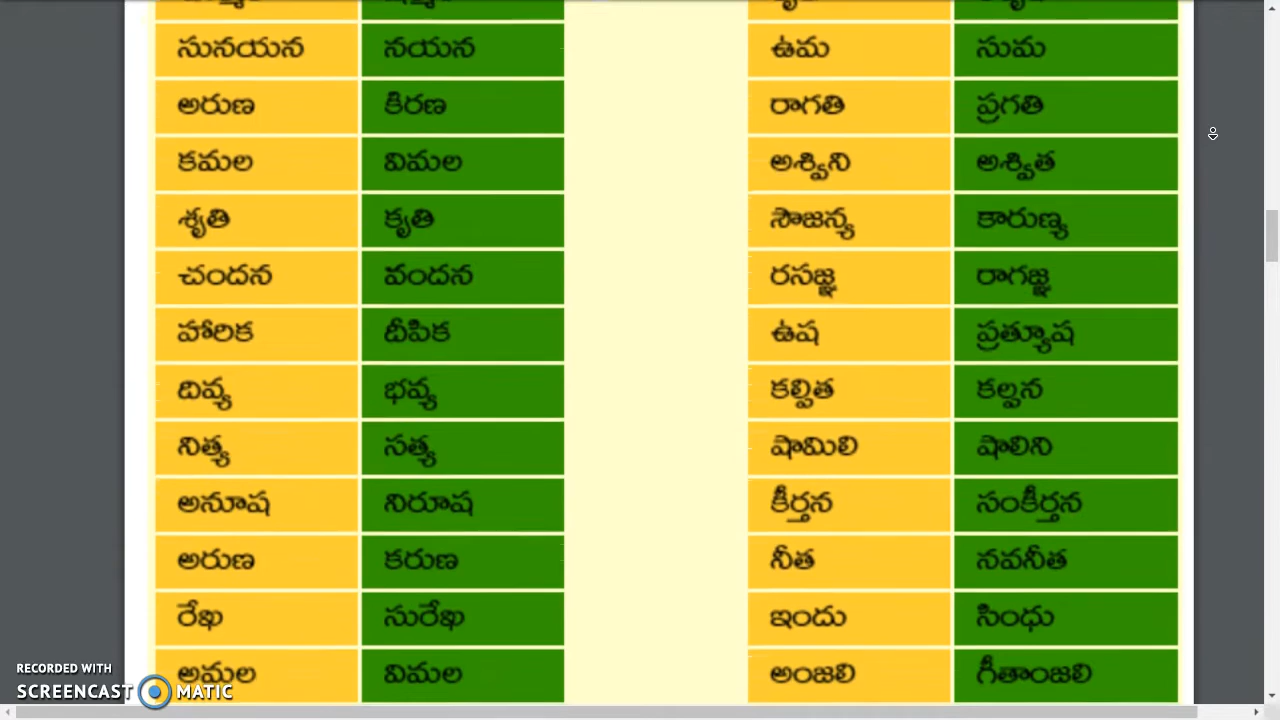 సునయన నయన ఉమ సుమ
అరుణ కిరణ రాగతి ప్రగతి
కమల విమల అశ్విని అశ్విత
శృతి కృతి సౌజన్య కారుణ్య
చందన వందన రసజ్ఞ రాగజ్ఞ
హారిక దీపిక ఉష ప్రత్యూష
దివ్య భవ్య కల్పిత కల్పన
నిత్య సత్య షామిలి షాలిని
అనూష నిరూష కీర్తన సంకీర్తన
అరుణ కరుణ నీత నవనీత
రేఖ సురేఖ ఇందు సింధు
అమల విమల అంజలి గీతాంజలి
RECORDED WITH
SCREENCAST MATIC